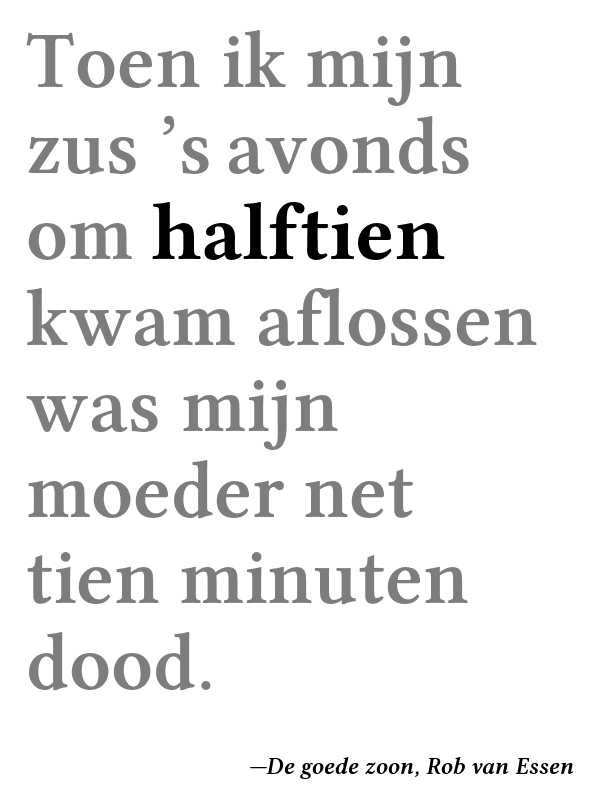 Toen ik mijn
zus ’s avonds
om halftien
kwam aflossen
was mijn
moeder net
tien minuten
dood.
—De goede zoon, Rob van Essen